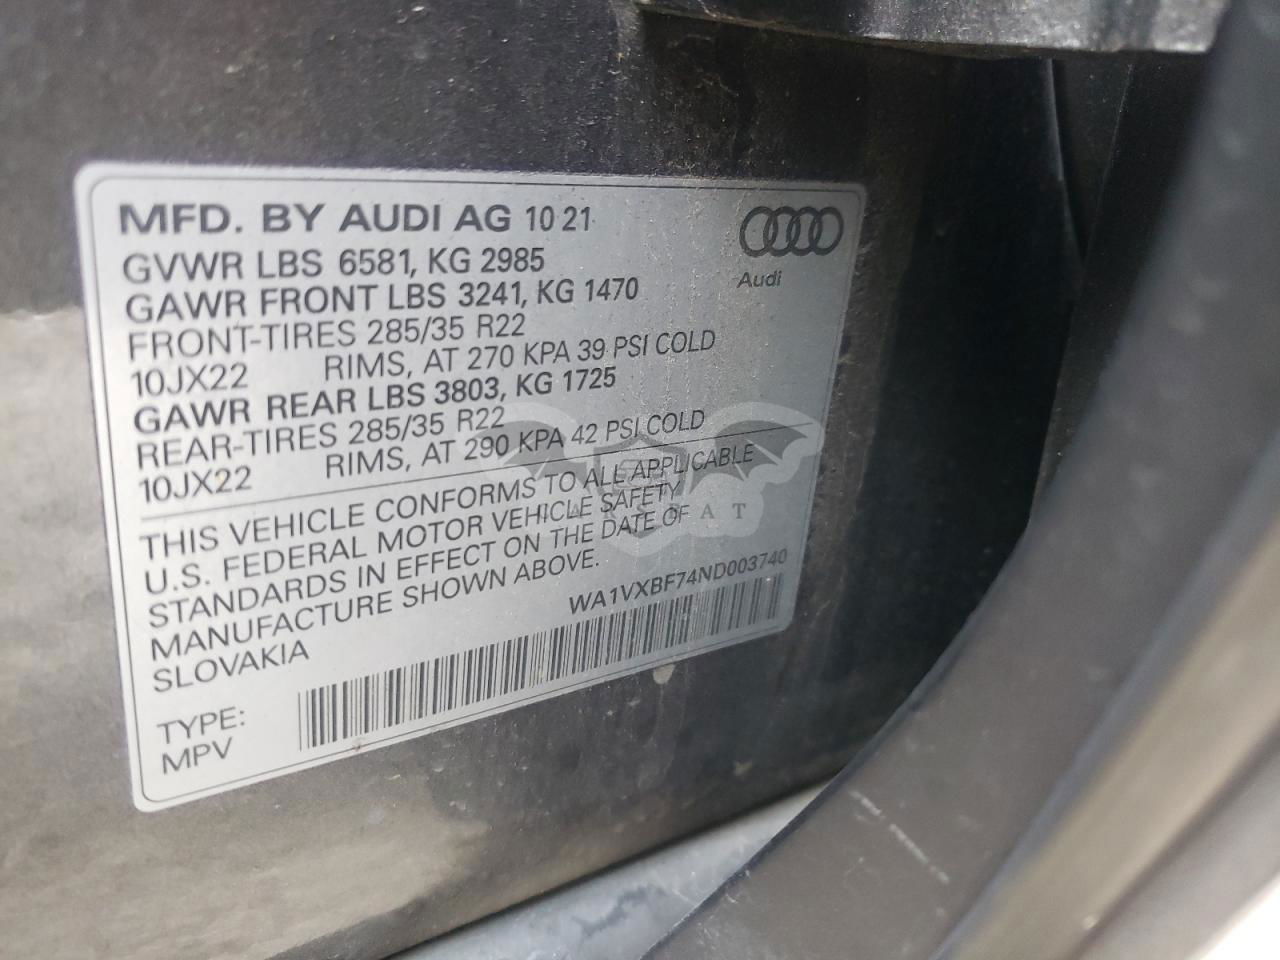 MFD. BY AUDI AG 10 21
GVWR LBS 6581, KG 2985
GAWR FRONT LBS 3241, KG 1470
FRONT-TIRES 285/35 R22
10JX22 RIMS, AT 270 KPA 39 PSI COLD
GAWR REAR LBS 3803, KG 1725
REAR-TIRES 285/35 R22
10JX22 RIMS, AT 290 KPA 42 PSI COLD
Audi
THIS VEHICLE CONFORMS TO ALL APPLICABLE
U.S. FEDERAL MOTOR VEHICLE SAFETY
STANDARDS IN EFFECT ON THE DATE OF
MANUFACTURE SHOWN ABOVE.
SLOVAKIA
WA1VXBF74ND003740
TYPE:
MPV